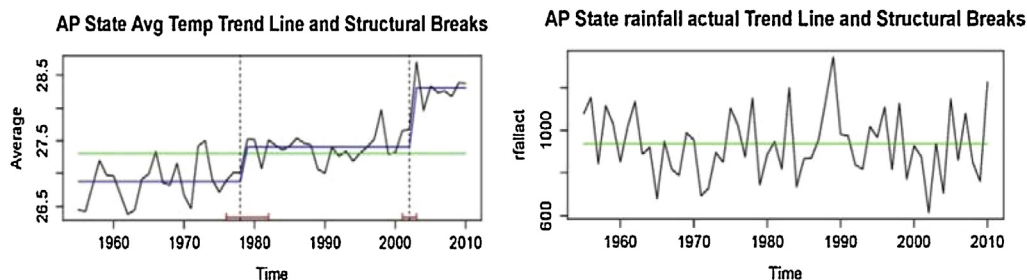 AP State Avg Temp Trend Line and Structural Breaks
Average
28.5
27.5
26.5
1960 1970 1980 1990 2000 2010
Time
AP State rainfall actual Trend Line and Structural Breaks
rfallact
1000
600
1960 1970 1980 1990 2000 2010
Time